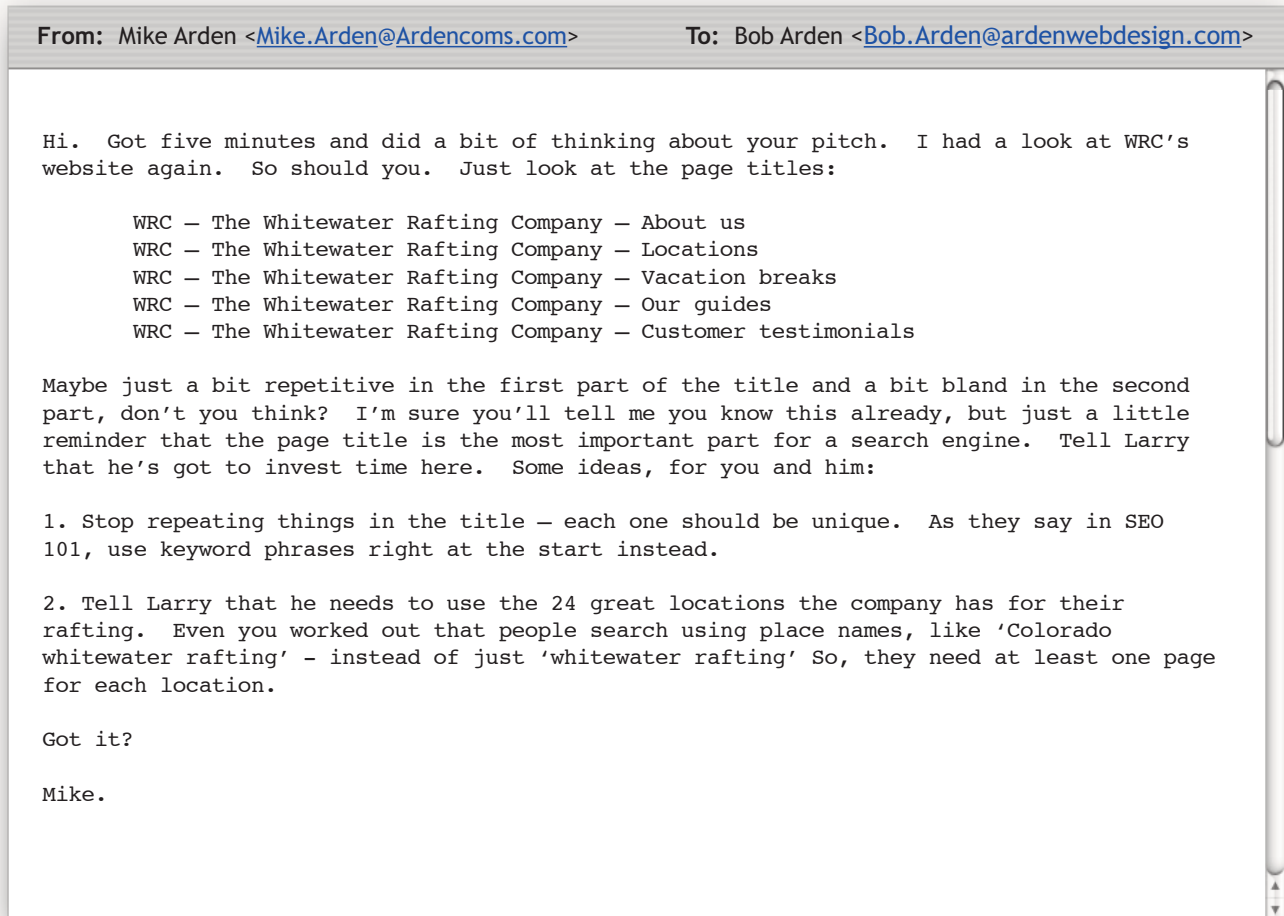 From: Mike Arden <Mike.Arden@Ardencoms.com> To: Bob Arden <Bob.Arden@ardenwebdesign.com>
Hi. Got five minutes and did a bit of thinking about your pitch. I had a look at WRC’s
website again. So should you. Just look at the page titles:
WRC – The Whitewater Rafting Company – About us
WRC – The Whitewater Rafting Company – Locations
WRC – The Whitewater Rafting Company – Vacation breaks
WRC – The Whitewater Rafting Company – Our guides
WRC – The Whitewater Rafting Company – Customer testimonials
Maybe just a bit repetitive in the first part of the title and a bit bland in the second
part, don’t you think? I’m sure you’ll tell me you know this already, but just a little
reminder that the page title is the most important part for a search engine. Tell Larry
that he’s got to invest time here. Some ideas, for you and him:
1. Stop repeating things in the title – each one should be unique. As they say in SEO
101, use keyword phrases right at the start instead.
2. Tell Larry that he needs to use the 24 great locations the company has for their
rafting. Even you worked out that people search using place names, like ‘Colorado
whitewater rafting’ - instead of just ‘whitewater rafting’ So, they need at least one page
for each location.
Got it?
Mike.